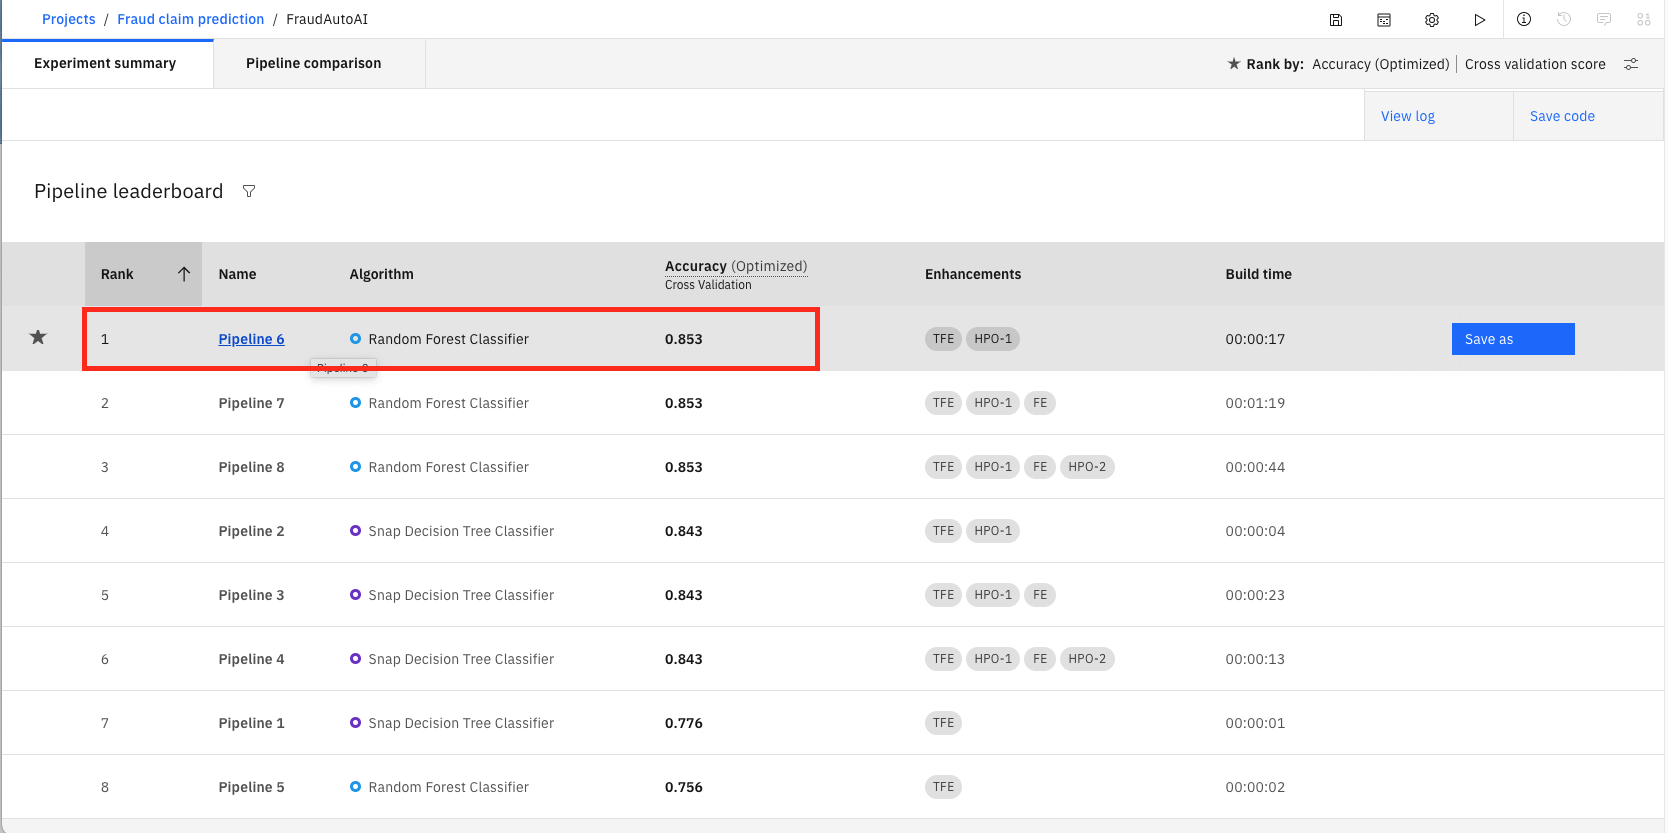 Projects / Fraud claim prediction / FraudAutoAI
Experiment summary Pipeline comparison ★ Rank by: Accuracy (Optimized) | Cross validation score
View log Save code
Pipeline leaderboard
Rank Name Algorithm Accuracy (Optimized) Enhancements Build time
Cross Validation
1 Pipeline 6 Random Forest Classifier 0.853 TFE HPO-1 00:00:17 Save as
2 Pipeline 7 Random Forest Classifier 0.853 TFE HPO-1 FE 00:01:19
3 Pipeline 8 Random Forest Classifier 0.853 TFE HPO-1 FE HPO-2 00:00:44
4 Pipeline 2 Snap Decision Tree Classifier 0.843 TFE HPO-1 00:00:04
5 Pipeline 3 Snap Decision Tree Classifier 0.843 TFE HPO-1 FE 00:00:23
6 Pipeline 4 Snap Decision Tree Classifier 0.843 TFE HPO-1 FE HPO-2 00:00:13
7 Pipeline 1 Snap Decision Tree Classifier 0.776 TFE 00:00:01
8 Pipeline 5 Random Forest Classifier 0.756 TFE 00:00:02